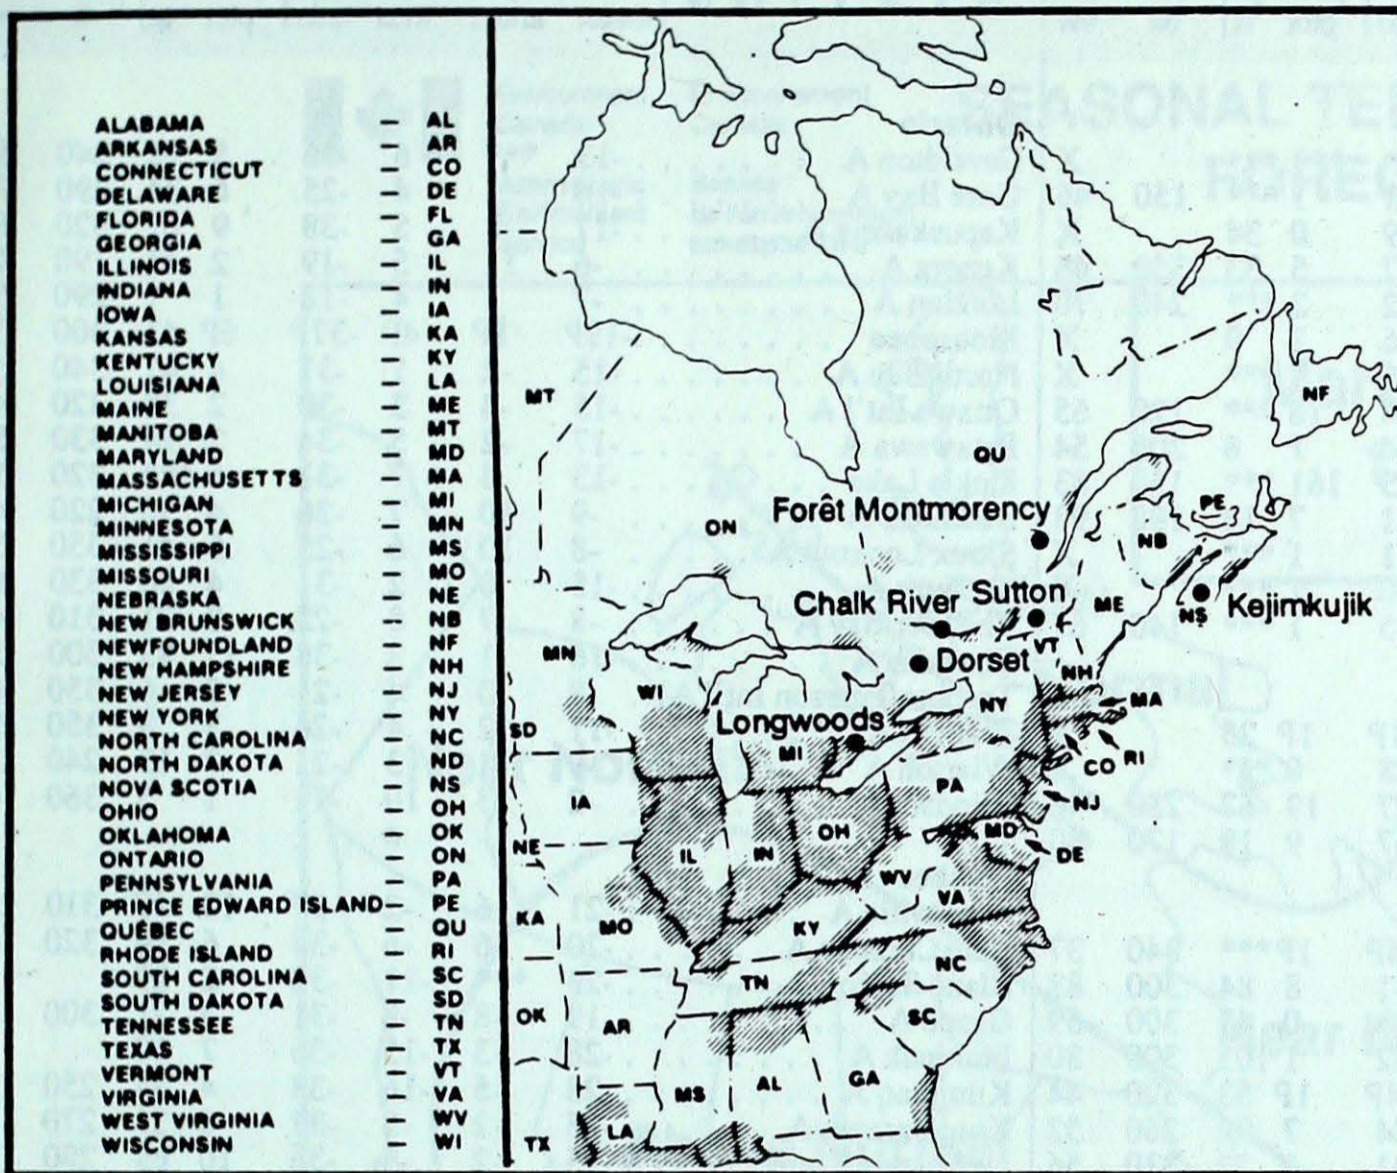 ALABAMA – AL
ARKANSAS – AR
CONNECTICUT – CO
DELAWARE – DE
FLORIDA – FL
GEORGIA – GA
ILLINOIS – IL
INDIANA – IN
IOWA – IA
KANSAS – KA
KENTUCKY – KY
LOUISIANA – LA
MAINE – ME
MANITOBA – MT
MARYLAND – MD
MASSACHUSETTS – MA
MICHIGAN – MI
MINNESOTA – MN
MISSISSIPPI – MS
MISSOURI – MO
NEBRASKA – NE
NEW BRUNSWICK – NB
NEWFOUNDLAND – NF
NEW HAMPSHIRE – NH
NEW JERSEY – NJ
NEW YORK – NY
NORTH CAROLINA – NC
NORTH DAKOTA – ND
NOVA SCOTIA – NS
OHIO – OH
OKLAHOMA – OK
ONTARIO – ON
PENNSYLVANIA – PA
PRINCE EDWARD ISLAND – PE
QUÉBEC – QU
RHODE ISLAND – RI
SOUTH CAROLINA – SC
SOUTH DAKOTA – SD
TENNESSEE – TN
TEXAS – TX
VERMONT – VT
VIRGINIA – VA
WEST VIRGINIA – WV
WISCONSIN – WI
MT
NF
QU
ON
Forêt Montmorency
PE
NB
Chalk River
Sutton
ME
NS
Kejimkujik
MN
Dorset
VT
NH
WI
NY
MA
Longwoods
SD
MI
CO
RI
IA
PA
NJ
OH
MD
NE
IL
IN
DE
WV
VA
KA
MO
KY
NC
TN
OK
AR
SC
MS
AL
GA
LA
TX